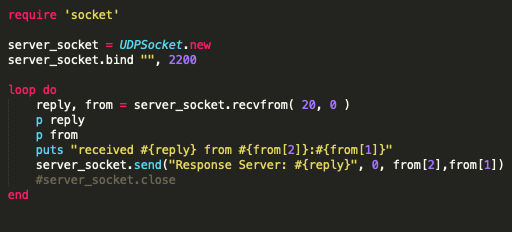 require 'socket'
server_socket = UDPSocket.new
server_socket.bind "", 2200
loop do
reply, from = server_socket.recvfrom( 20, 0 )
p reply
p from
puts "received #{reply} from #{from[2]}:#{from[1]}"
server_socket.send("Response Server: #{reply}", 0, from[2],from[1])
#server_socket.close
end